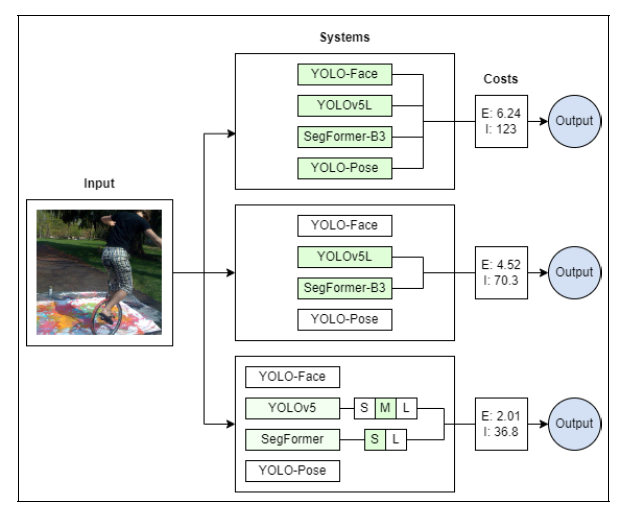 Systems
YOLO-Face
YOLOv5L
SegFormer-B3
YOLO-Pose
Costs
E: 6.24
I: 123
Output
Input
YOLO-Face
YOLOv5L
SegFormer-B3
YOLO-Pose
E: 4.52
I: 70.3
Output
YOLO-Face
YOLOv5 S M L
SegFormer S L
YOLO-Pose
E: 2.01
I: 36.8
Output